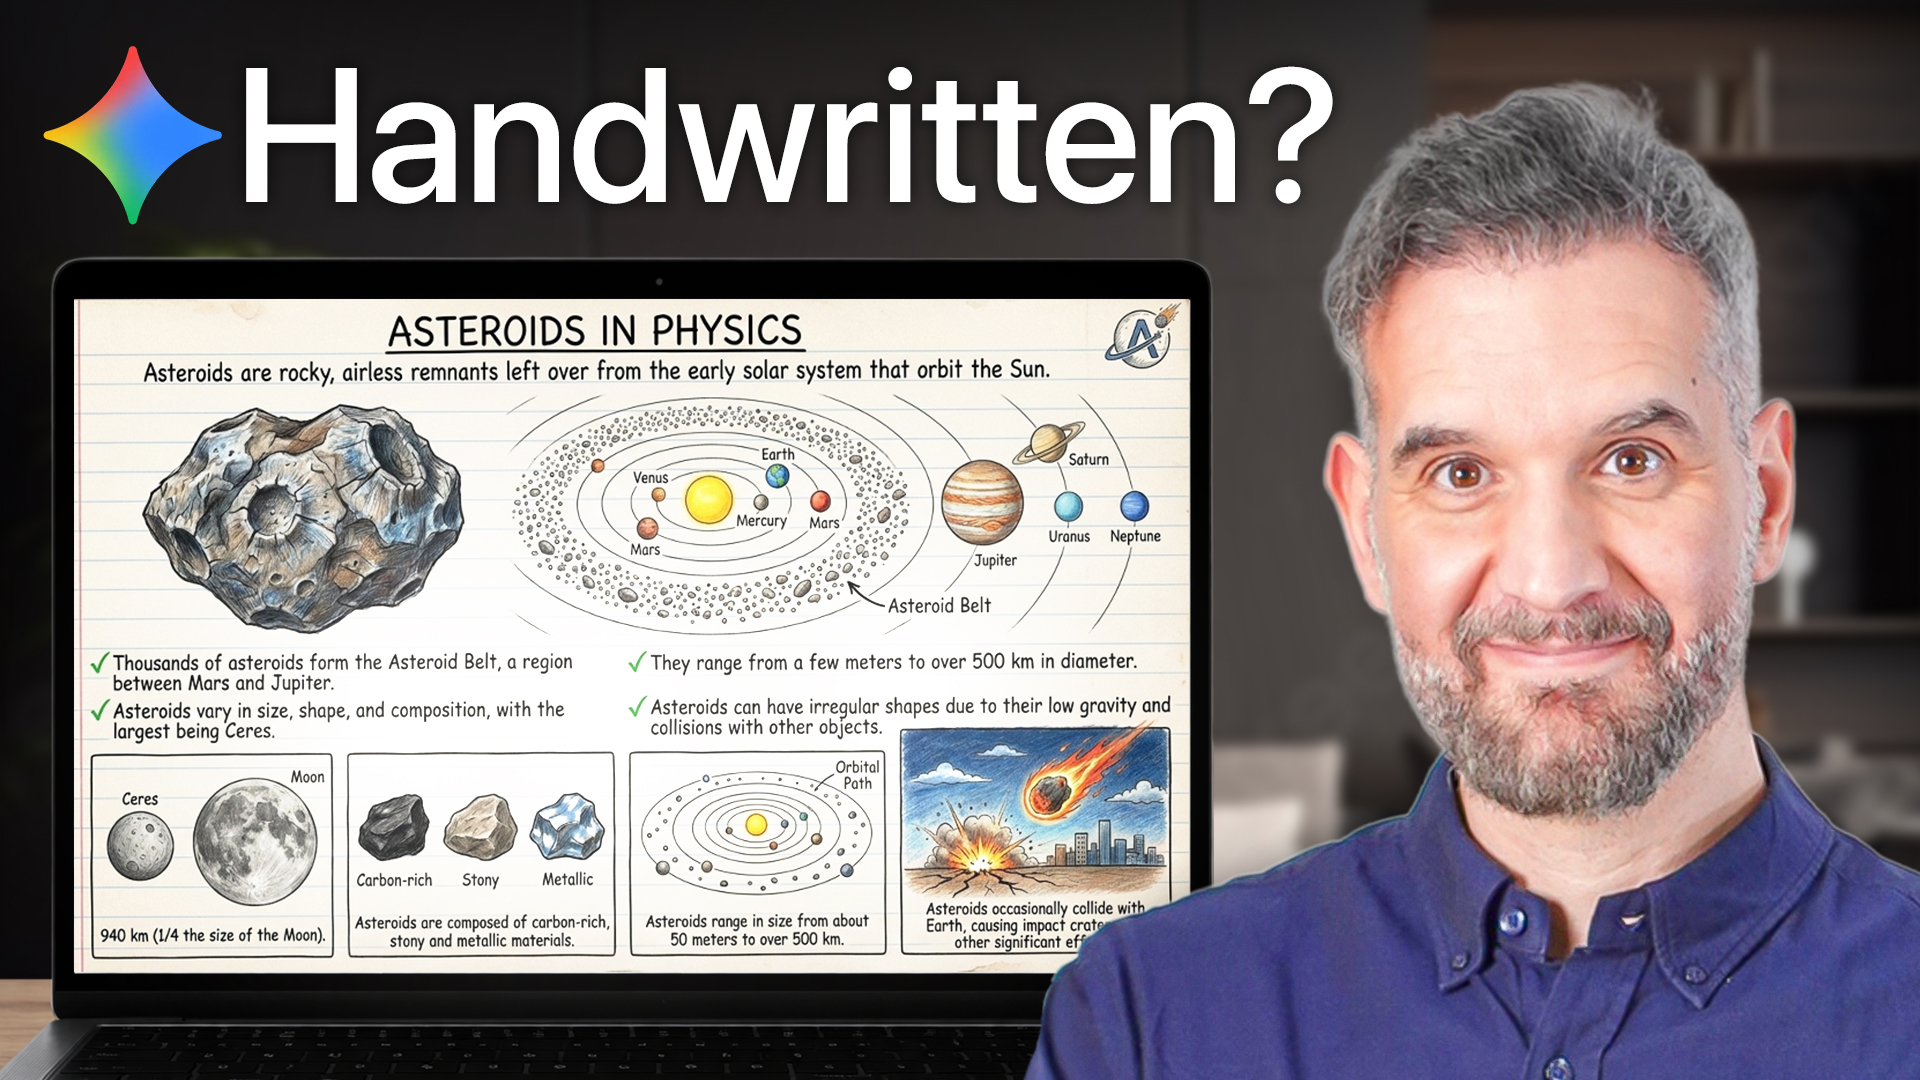 Handwritten?
ASTEROIDS IN PHYSICS
A
Asteroids are rocky, airless remnants left over from the early solar system that orbit the Sun.
Earth
Venus
Mercury
Mars
Mars
Saturn
Uranus
Neptune
Jupiter
Asteroid Belt
✓ Thousands of asteroids form the Asteroid Belt, a region
between Mars and Jupiter.
✓ Asteroids vary in size, shape, and composition, with the
largest being Ceres.
✓ They range from a few meters to over 500 km in diameter.
✓ Asteroids can have irregular shapes due to their low gravity and
collisions with other objects.
Ceres
Moon
940 km (1/4 the size of the Moon).
Carbon-rich
Stony
Metallic
Asteroids are composed of carbon-rich,
stony and metallic materials.
Orbital
Path
Asteroids range in size from about
50 meters to over 500 km.
Asteroids occasionally collide with
Earth, causing impact
other significant